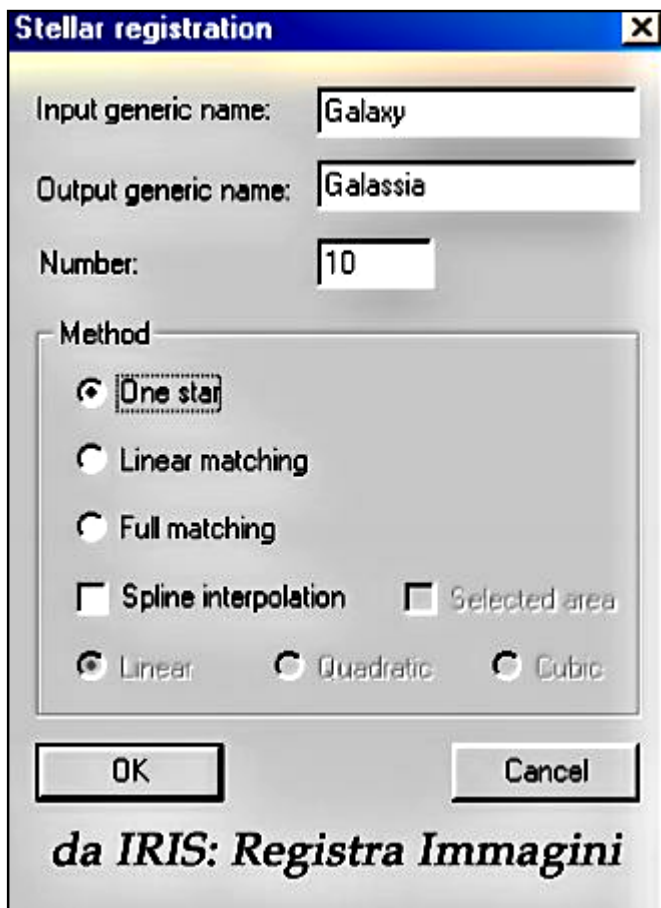 Stellar registration
Input generic name: Galaxy
Output generic name: Galassia
Number: 10
Method
One star
Linear matching
Full matching
Spline interpolation Selected area
Linear Quadratic Cubic
OK Cancel
da IRIS: Registra Immagini